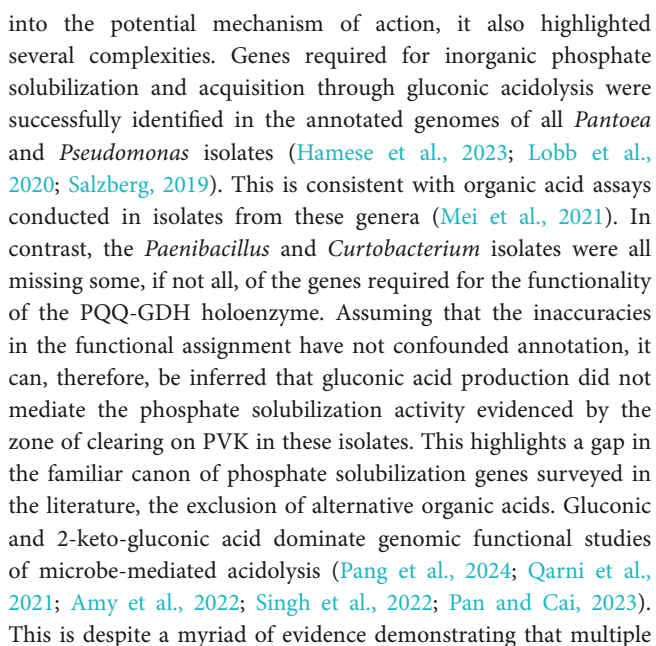 into the potential mechanism of action, it also highlighted
several complexities. Genes required for inorganic phosphate
solubilization and acquisition through gluconic acidolysis were
successfully identified in the annotated genomes of all Pantoea
and Pseudomonas isolates (Hamese et al., 2023; Lobb et al.,
2020; Salzberg, 2019). This is consistent with organic acid assays
conducted in isolates from these genera (Mei et al., 2021). In
contrast, the Paenibacillus and Curtobacterium isolates were all
missing some, if not all, of the genes required for the functionality
of the PQQ-GDH holoenzyme. Assuming that the inaccuracies
in the functional assignment have not confounded annotation, it
can, therefore, be inferred that gluconic acid production did not
mediate the phosphate solubilization activity evidenced by the
zone of clearing on PVK in these isolates. This highlights a gap in
the familiar canon of phosphate solubilization genes surveyed in
the literature, the exclusion of alternative organic acids. Gluconic
and 2-keto-gluconic acid dominate genomic functional studies
of microbe-mediated acidolysis (Pang et al., 2024; Qarni et al.,
2021; Amy et al., 2022; Singh et al., 2022; Pan and Cai, 2023).
This is despite a myriad of evidence demonstrating that multiple